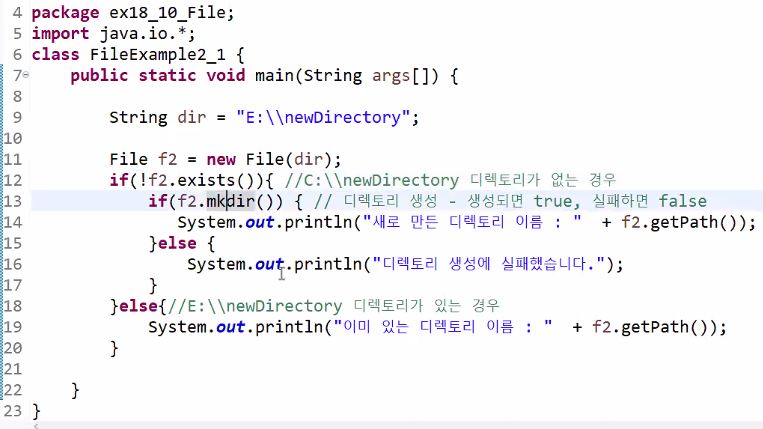 4 package ex18_10_File;
5 import java.io.*;
6 class FileExample2_1 {
7 public static void main(String args[]) {
8
9 String dir = "E:\\newDirectory";
10
11 File f2 = new File(dir);
12 if(!f2.exists()){ //C:\\newDirectory 디렉토리가 없는 경우
13 if(f2.mkdir()) { // 디렉토리 생성 - 생성되면 true, 실패하면 false
14 System.out.println("새로 만든 디렉토리 이름 : " + f2.getPath());
15 }else {
16 System.out.println("디렉토리 생성에 실패했습니다.");
17 }
18 }else{//E:\\newDirectory 디렉토리가 있는 경우
19 System.out.println("이미 있는 디렉토리 이름 : " + f2.getPath());
20 }
21
22 }
23 }